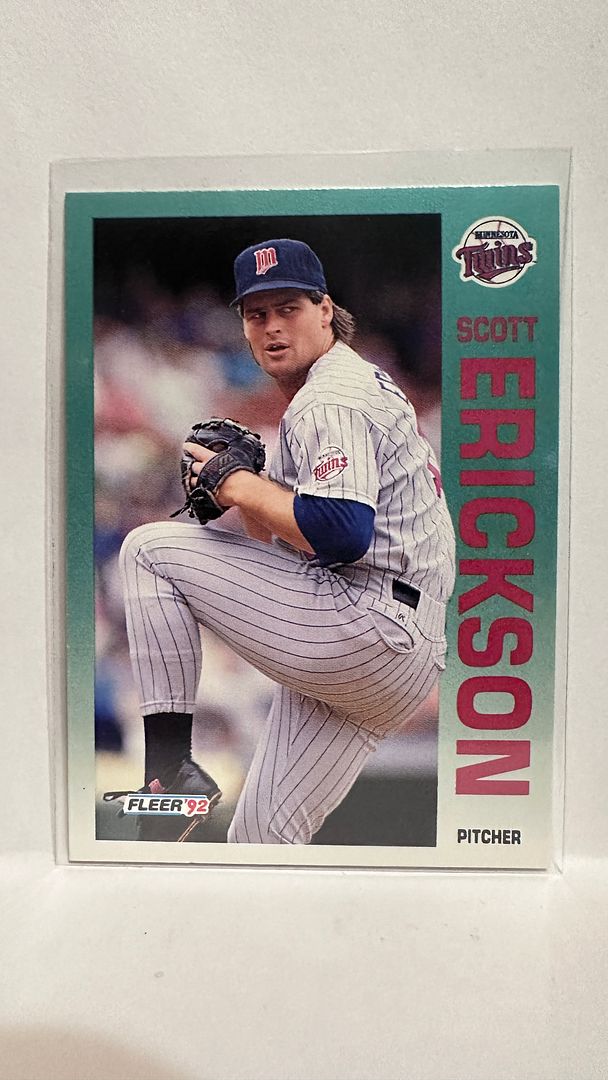 MINNESOTA
Twins
SCOTT
ERICKSON
m
Twins
FLEER '92
PITCHER